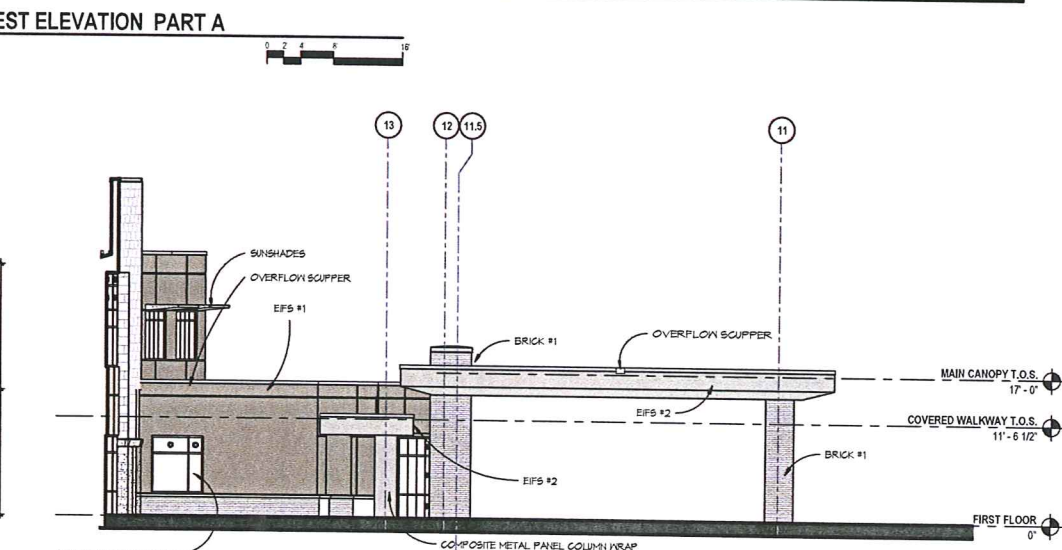 EST ELEVATION PART A
0 2 4 8' 16'
13
12
11.5
11
SUNSHADES
OVERFLOW SCUPPER
EIFS #1
BRICK #1
OVERFLOW SCUPPER
MAIN CANOPY T.O.S.
17' - 0"
EIFS #2
COVERED WALKWAY T.O.S.
11' - 6 1/2"
BRICK #1
EIFS #2
FIRST FLOOR
0"
COMPOSITE METAL PANEL COLUMN WRAP